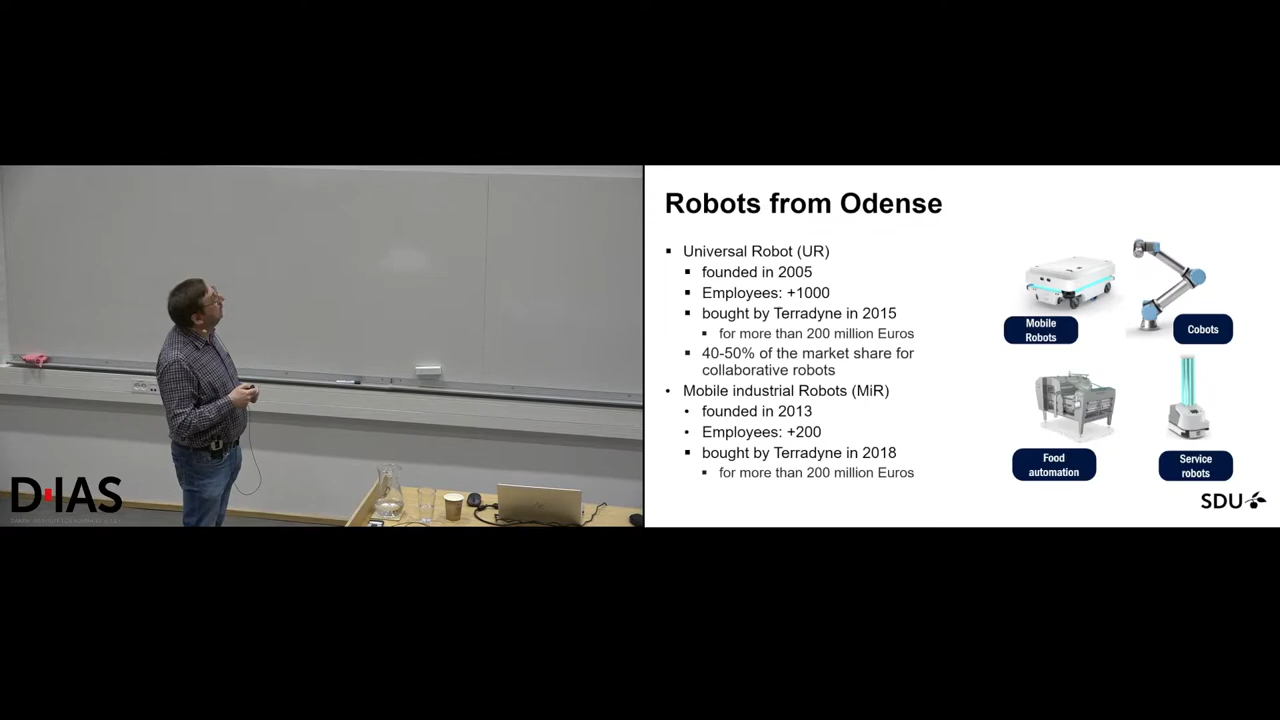 Robots from Odense
Universal Robot (UR)
founded in 2005
Employees: +1000
bought by Terradyne in 2015
for more than 200 million Euros
40-50% of the market share for
collaborative robots
Mobile industrial Robots (MiR)
founded in 2013
Employees: +200
bought by Terradyne in 2018
for more than 200 million Euros
Mobile
Robots
Cobots
Food
automation
Service
robots
SDU
D·IAS